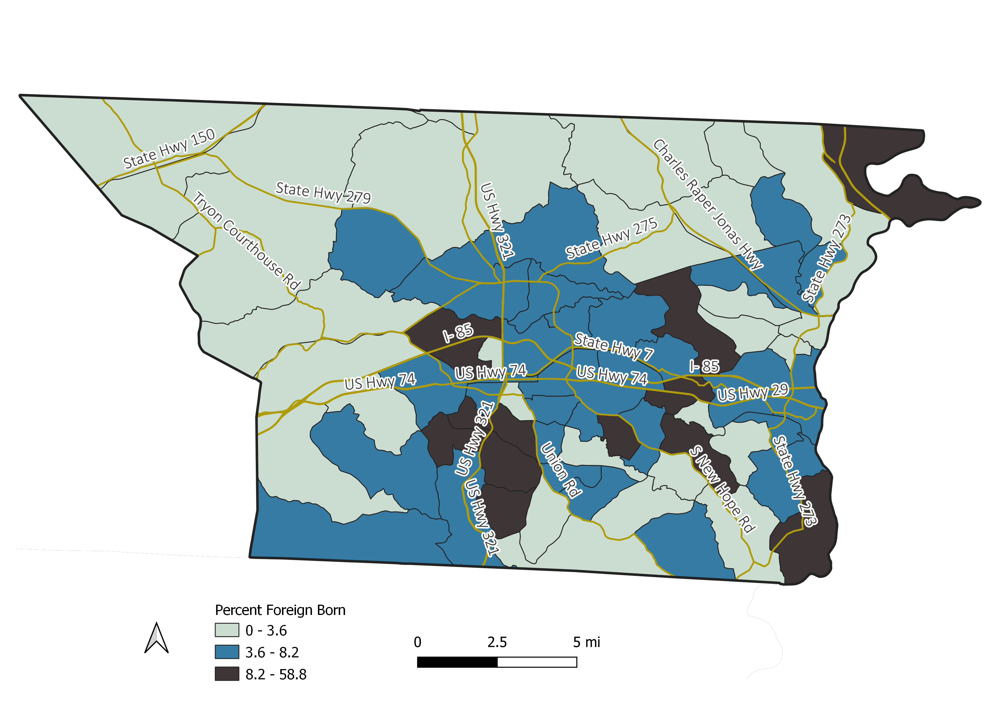 State Hwy 150
Charles Raper Jonas Hwy
State Hwy 279
US Hwy 321
Tryon Courthouse Rd
State Hwy 275
State Hwy 273
I- 85
State Hwy 7
I- 85
US Hwy 74
US Hwy 74
US Hwy 74
US Hwy 29
US Hwy 321
Union Rd
S New Hope Rd
State Hwy 273
US Hwy 321
Percent Foreign Born
0 - 3.6
3.6 - 8.2
8.2 - 58.8
0 2.5 5 mi